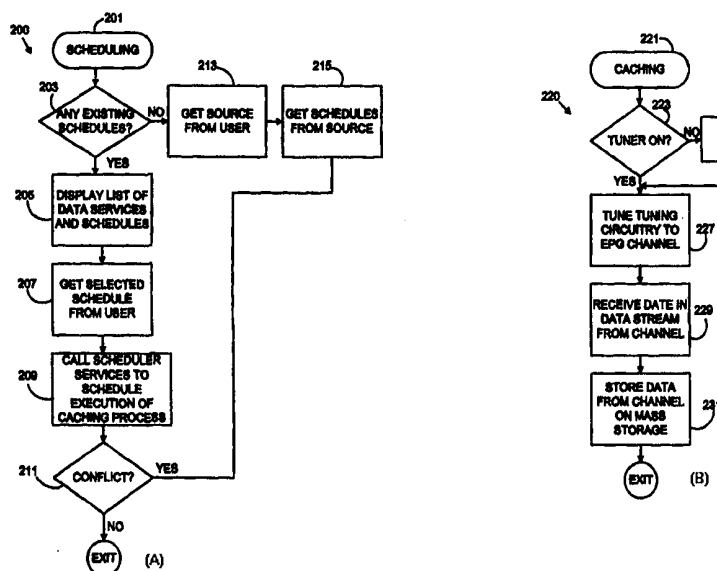 200
201
SCHEDULING
203
ANY EXISTING
SCHEDULES?
NO
YES
213
GET SOURCE
FROM USER
215
GET SCHEDULES
FROM SOURCE
205
DISPLAY LIST OF
DATA SERVICES
AND SCHEDULES
207
GET SELECTED
SCHEDULE
FROM USER
209
CALL SCHEDULER
SERVICES TO
SCHEDULE
EXECUTION OF
CACHING PROCESS
211
CONFLICT?
YES
NO
EXIT
(A)
221
CACHING
220
223
TUNER ON?
NO
YES
TUNE TUNING
CIRCUITRY TO
EPG CHANNEL
227
RECEIVE DATE IN
DATA STREAM
FROM CHANNEL
229
STORE DATA
FROM CHANNEL
ON MASS
STORAGE
EXIT
(B)